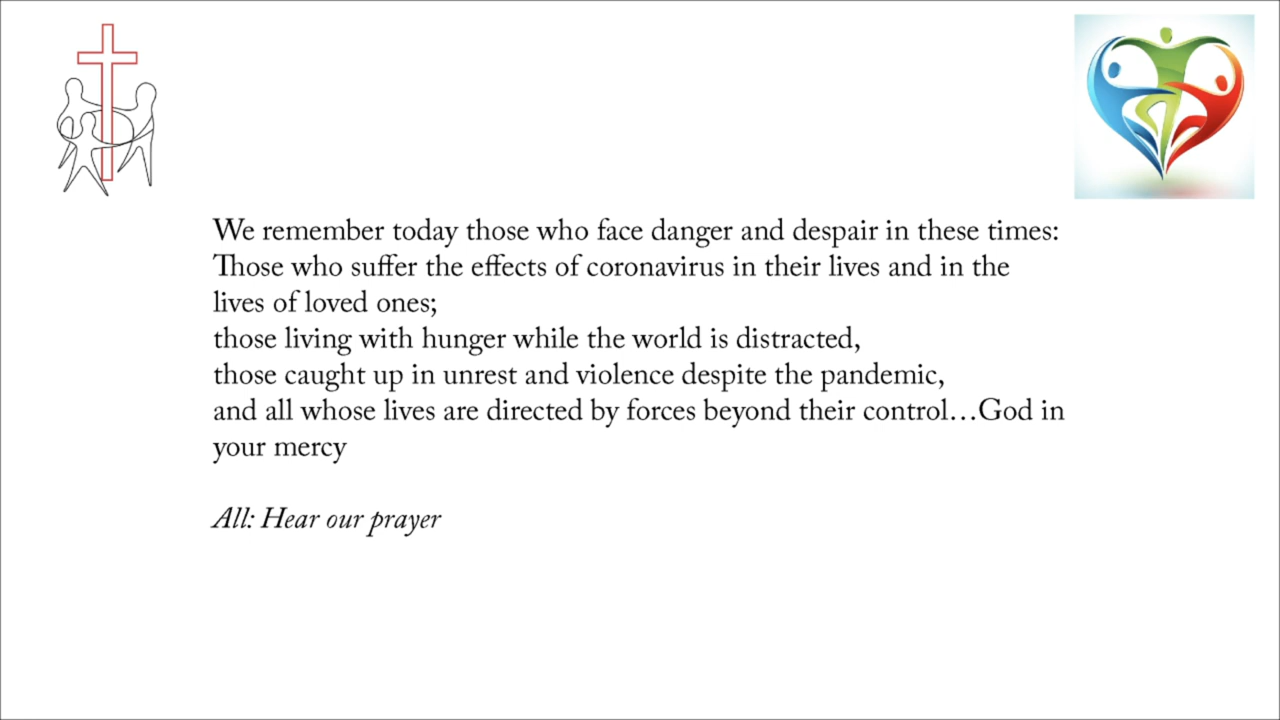 We remember today those who face danger and despair in these times:
Those who suffer the effects of coronavirus in their lives and in the
lives of loved ones;
those living with hunger while the world is distracted,
those caught up in unrest and violence despite the pandemic,
and all whose lives are directed by forces beyond their control…God in
your mercy
All: Hear our prayer